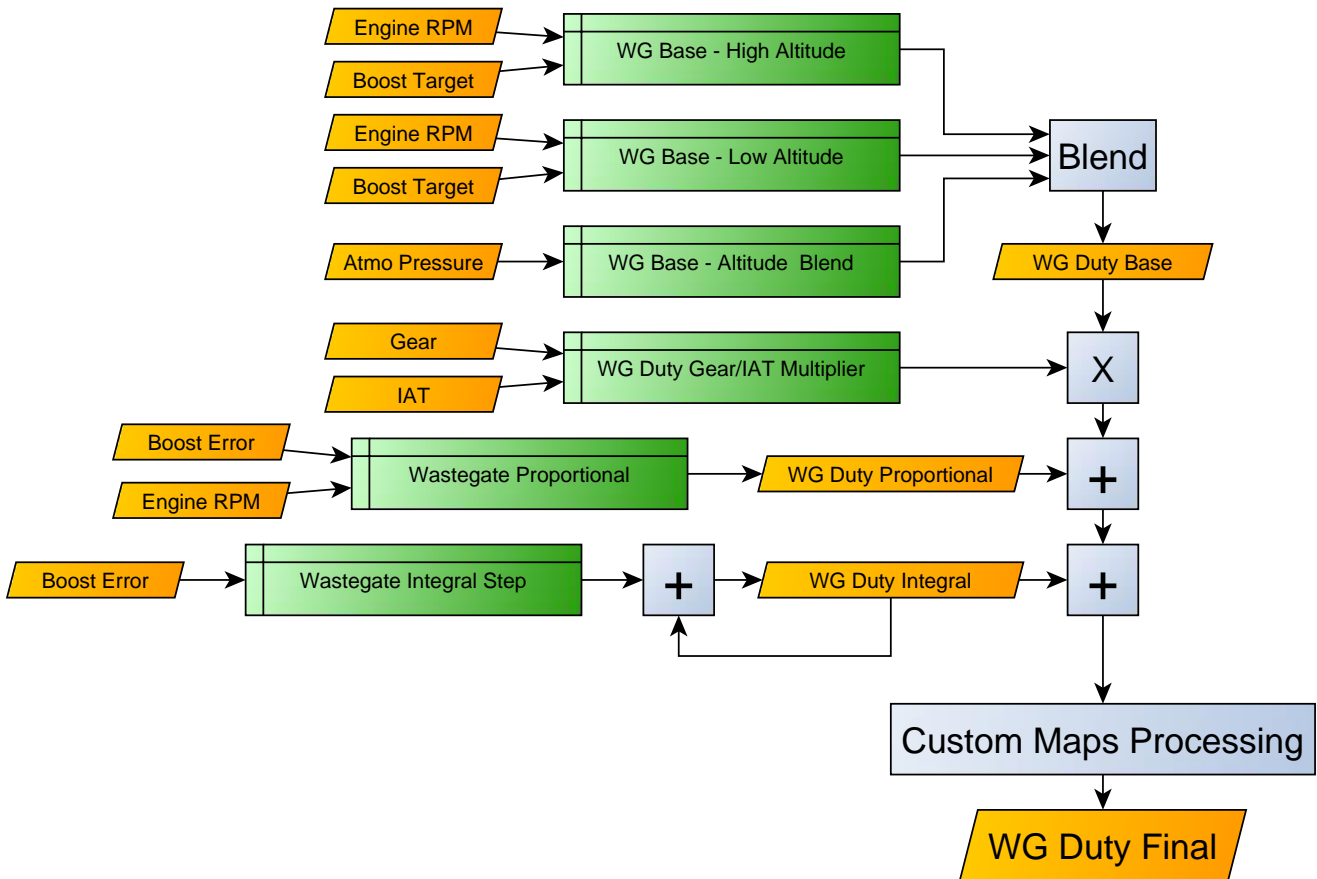 Engine RPM
WG Base - High Altitude
Boost Target
Engine RPM
WG Base - Low Altitude
Blend
Boost Target
Atmo Pressure
WG Base - Altitude  Blend
WG Duty Base
Gear
WG Duty Gear/IAT Multiplier
X
IAT
Boost Error
Wastegate Proportional
WG Duty Proportional
+
Engine RPM
Boost Error
Wastegate Integral Step
+
WG Duty Integral
+
Custom Maps Processing
WG Duty Final